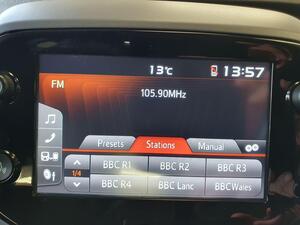 13°C 13:57
FM
105.90MHz
Presets Stations Manual
1/4 BBC R1 BBC R2 BBC R3
BBC R4 BBC Lanc BBCWales